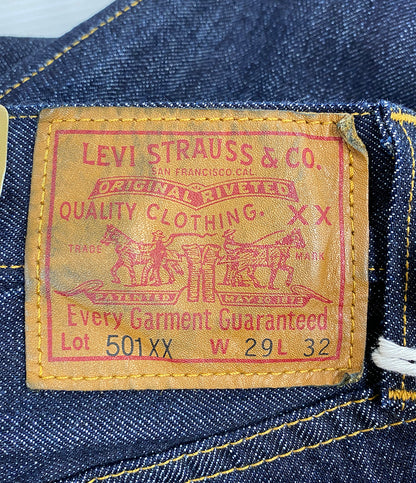 LEVI STRAUSS & CO.
SAN FRANCISCO, CAL.
ORIGINAL RIVETED
QUALITY CLOTHING. XX
TRADE MARK
PATENTED MAY 20 1873
Every Garment Guaranteed
Lot 501XX W 29 L 32